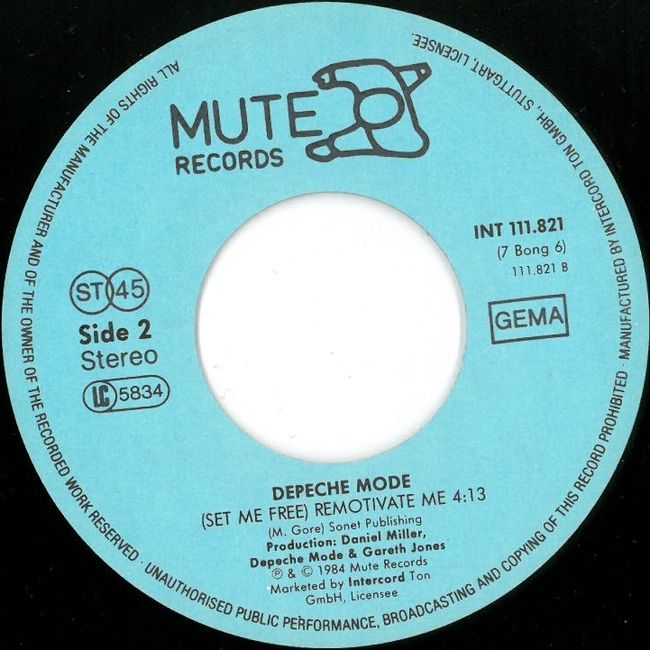 MUTE
RECORDS
INT 111.821
(7 Bong 6)
111.821 B
ST 45
Side 2
Stereo
LC 5834
GEMA
DEPECHE MODE
(SET ME FREE) REMOTIVATE ME 4:13
(M. Gore) Sonet Publishing
Production: Daniel Miller,
Depeche Mode & Gareth Jones
℗ & © 1984 Mute Records
Marketed by Intercord Ton
GmbH, Licensee
ALL RIGHTS OF THE MANUFACTURER AND OF THE OWNER OF THE RECORDED WORK RESERVED · UNAUTHORISED PUBLIC PERFORMANCE, BROADCASTING AND COPYING OF THIS RECORD PROHIBITED · MANUFACTURED BY INTERCORD TON GMBH., STUTTGART, LICENSEE.